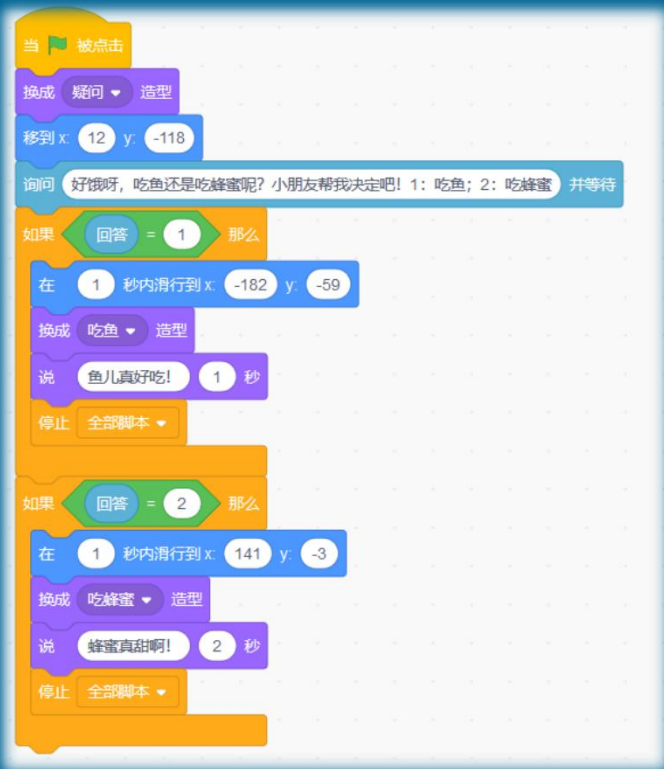 当 被点击
换成 疑问 造型
移到 x: 12 y: -118
询问 好饿呀，吃鱼还是吃蜂蜜呢？小朋友帮我决定吧！1：吃鱼；2：吃蜂蜜 并等待
如果 回答 = 1 那么
在 1 秒内滑行到 x: -182 y: -59
换成 吃鱼 造型
说 鱼儿真好吃！ 1 秒
停止 全部脚本
如果 回答 = 2 那么
在 1 秒内滑行到 x: 141 y: -3
换成 吃蜂蜜 造型
说 蜂蜜真甜啊！ 2 秒
停止 全部脚本